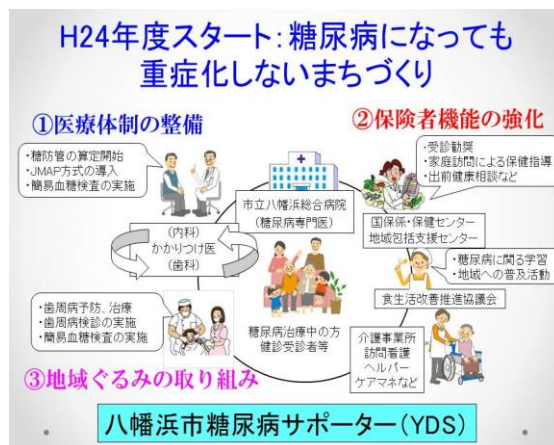 H24年度スタート:糖尿病になっても
重症化しないまちづくり
①医療体制の整備
・糖防管の算定開始
・JMAP方式の導入
・簡易血糖検査の実施
②保険者機能の強化
・受診勧奨
・家庭訪問による保健指導
・出前健康相談など
市立八幡浜総合病院
(糖尿病専門医)
国保係・保健センター
地域包括支援センター
(内科)
かかりつけ医
(歯科)
・糖尿病に関る学習
・地域への普及活動
食生活改善推進協議会
・歯周病予防、治療
・歯周病検診の実施
・簡易血糖検査の実施
糖尿病治療中の方
健診受診者等
介護事業所
訪問看護
ヘルパー
ケアマネなど
③地域ぐるみの取り組み
八幡浜市糖尿病サポーター(YDS)